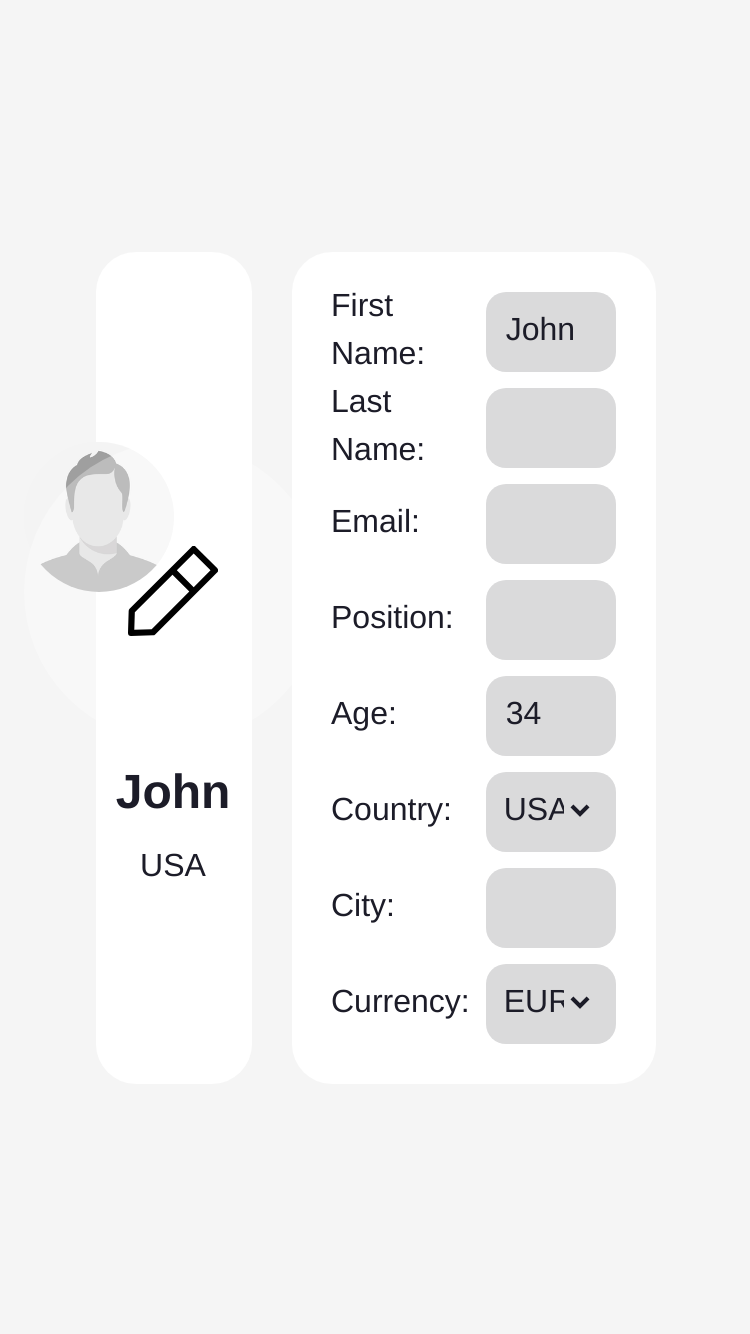 John
USA
First
Name:
John
Last
Name:
Email:
Position:
Age:
34
Country:
USA
City:
Currency:
EUR